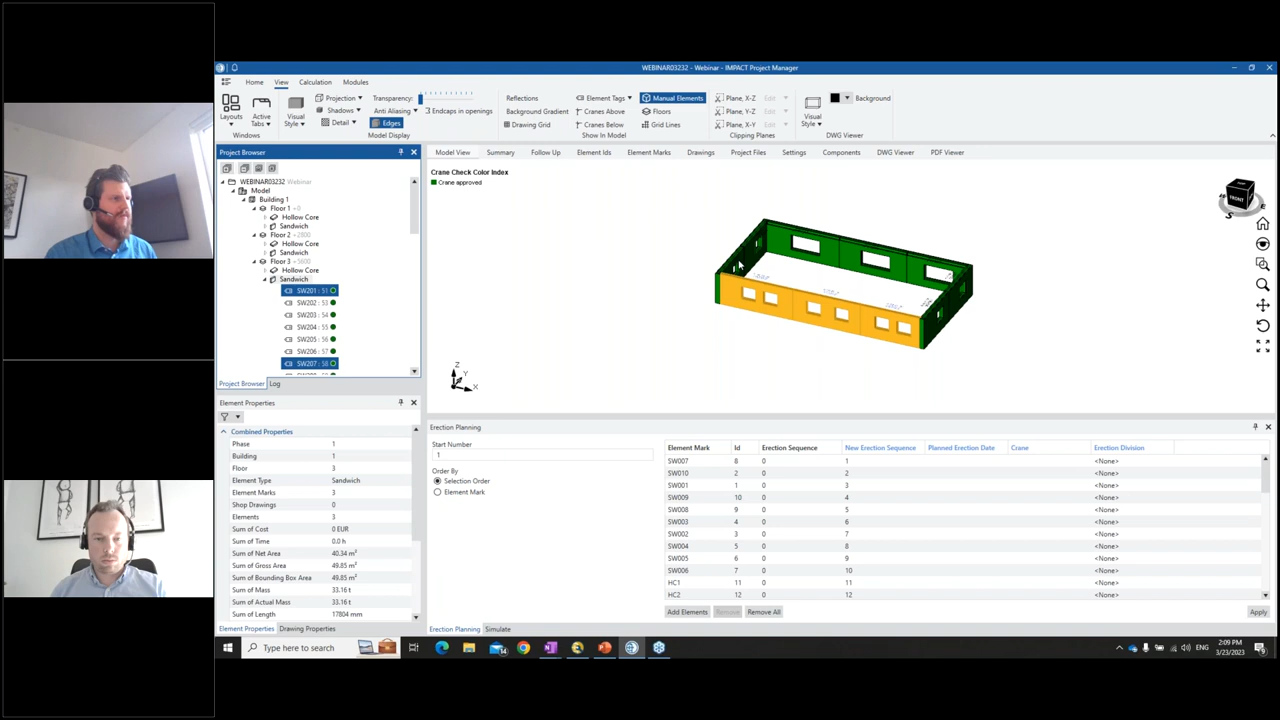 WEBINAR03232 - Webinar - IMPACT Project Manager
Home View Calculation Modules
Layouts
Active Tabs
Windows
Visual Style
Projection
Shadows
Detail
Transparency:
Anti Aliasing
Edges
Endcaps in openings
Model Display
Reflections
Background Gradient
Drawing Grid
Element Tags
Cranes Above
Cranes Below
Manual Elements
Floors
Grid Lines
Show In Model
Plane, X-Z Edit
Plane, Y-Z Edit
Plane, X-Y Edit
Clipping Planes
Visual Style
Background
DWG Viewer
Project Browser
WEBINAR03232 Webinar
Model
Building 1
Floor 1 +0
Hollow Core
Sandwich
Floor 2 +2800
Hollow Core
Sandwich
Floor 3 +5600
Hollow Core
Sandwich
SW201 : 51
SW202 : 53
SW203 : 54
SW204 : 55
SW205 : 56
SW206 : 57
SW207 : 58
Project Browser Log
Model View Summary Follow Up Element Ids Element Marks Drawings Project Files Settings Components DWG Viewer PDF Viewer
Crane Check Color Index
Crane approved
FRONT
S
E
Z
Y
X
Element Properties
Combined Properties
Phase 1
Building 1
Floor 3
Element Type Sandwich
Element Marks 3
Shop Drawings 0
Elements 3
Sum of Cost 0 EUR
Sum of Time 0.0 h
Sum of Net Area 40.34 m²
Sum of Gross Area 49.85 m²
Sum of Bounding Box Area 49.85 m²
Sum of Mass 33.16 t
Sum of Actual Mass 33.16 t
Sum of Length 17804 mm
Element Properties Drawing Properties
Erection Planning
Start Number
1
Order By
Selection Order
Element Mark
Element Mark Id Erection Sequence New Erection Sequence Planned Erection Date Crane Erection Division
SW007 8 0 1 <None>
SW010 2 0 2 <None>
SW001 1 0 3 <None>
SW009 10 0 4 <None>
SW008 9 0 5 <None>
SW003 4 0 6 <None>
SW002 3 0 7 <None>
SW004 5 0 8 <None>
SW005 6 0 9 <None>
SW006 7 0 10 <None>
HC1 11 0 11 <None>
HC2 12 0 12 <None>
Add Elements Remove Remove All Apply
Erection Planning Simulate
Type here to search
14
ENG
2:09 PM
3/23/2023